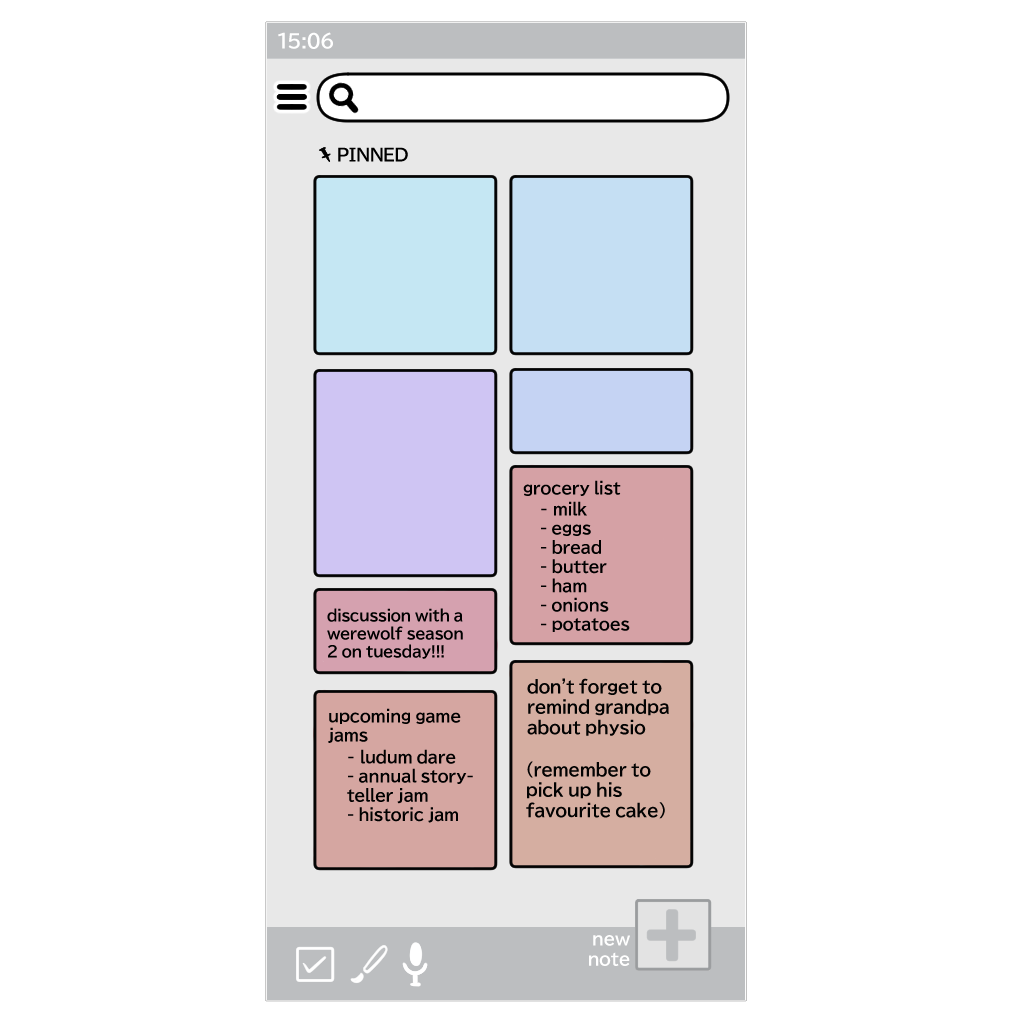 15:06
PINNED
grocery list
- milk
- eggs
- bread
- butter
- ham
- onions
- potatoes
discussion with a
werewolf season
2 on tuesday!!!
don't forget to
remind grandpa
about physio
(remember to
pick up his
favourite cake)
upcoming game
jams
- ludum dare
- annual story-
teller jam
- historic jam
new
note